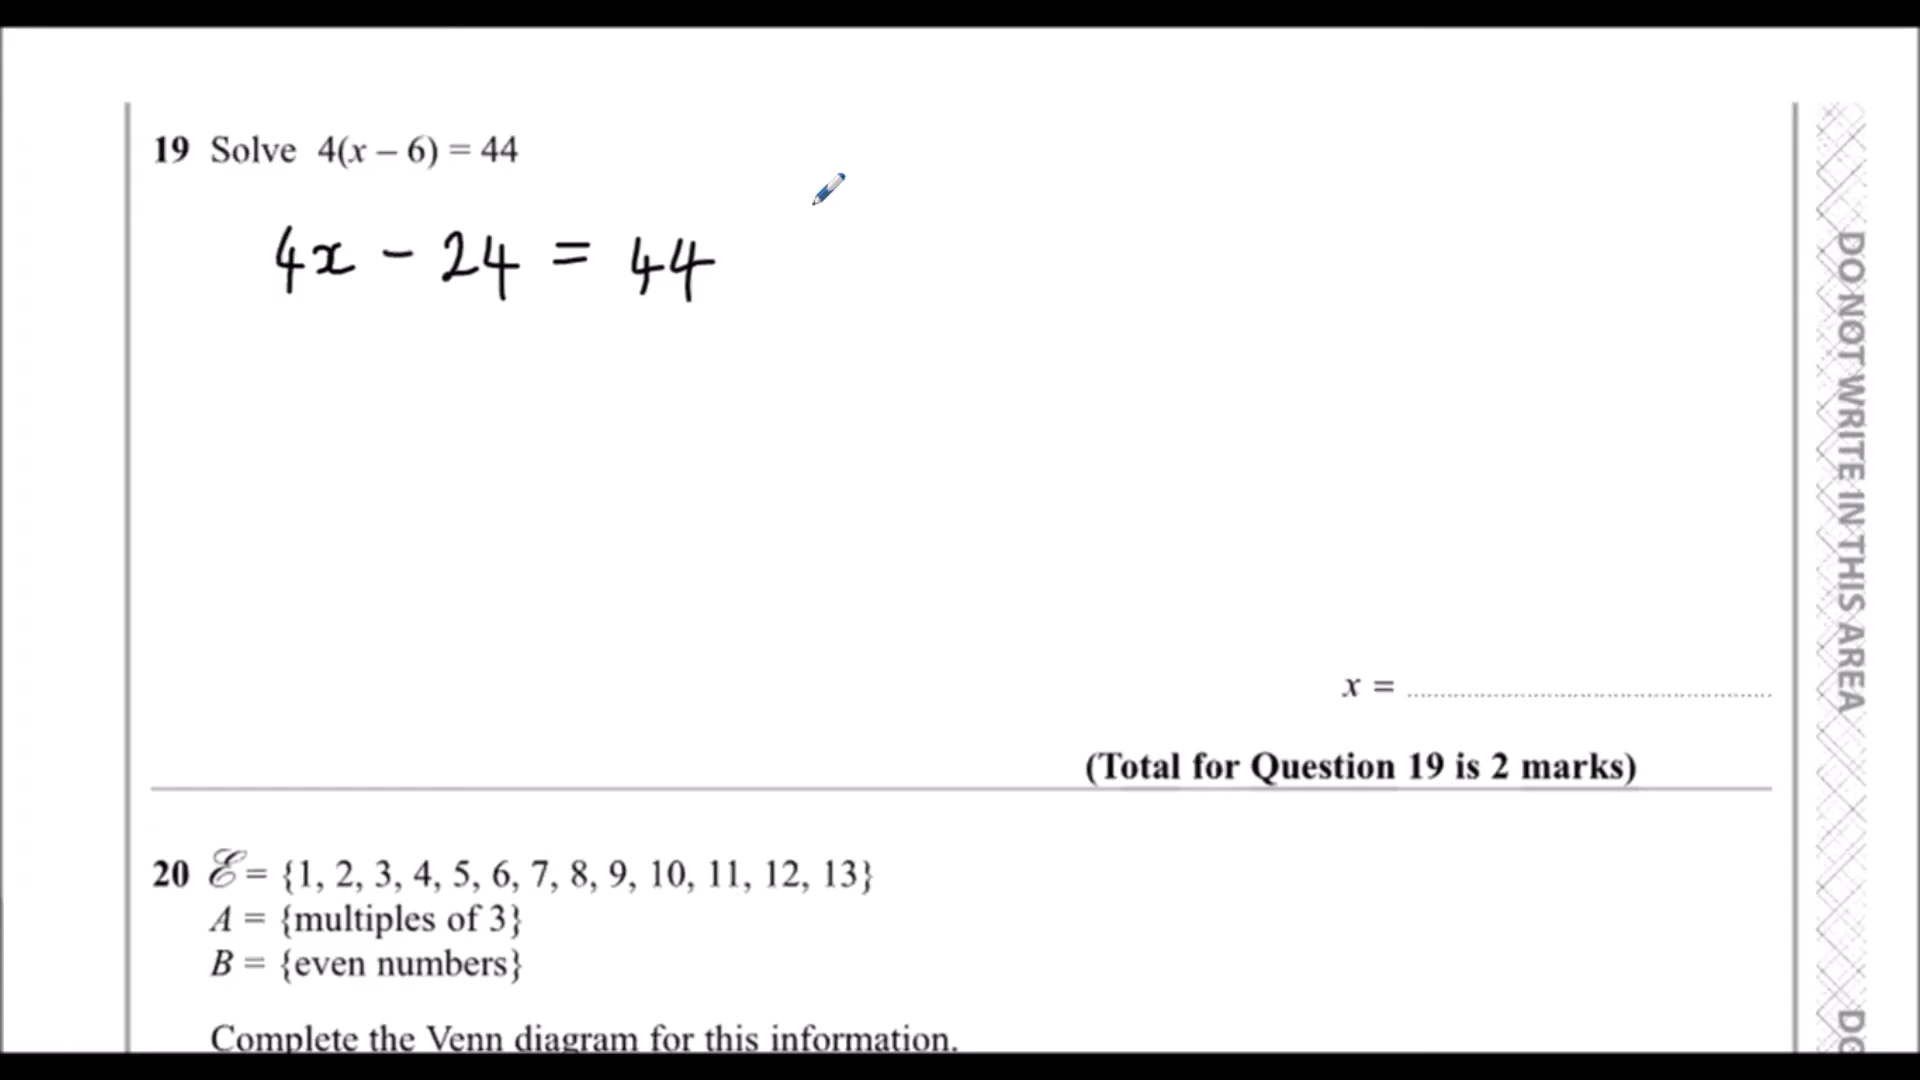 19 Solve 4(x – 6) = 44
4x - 24 = 44
x = ........................................
(Total for Question 19 is 2 marks)
20 ℰ = {1, 2, 3, 4, 5, 6, 7, 8, 9, 10, 11, 12, 13}
A = {multiples of 3}
B = {even numbers}
Complete the Venn diagram for this information.
DO NOT WRITE IN THIS AREA
DO